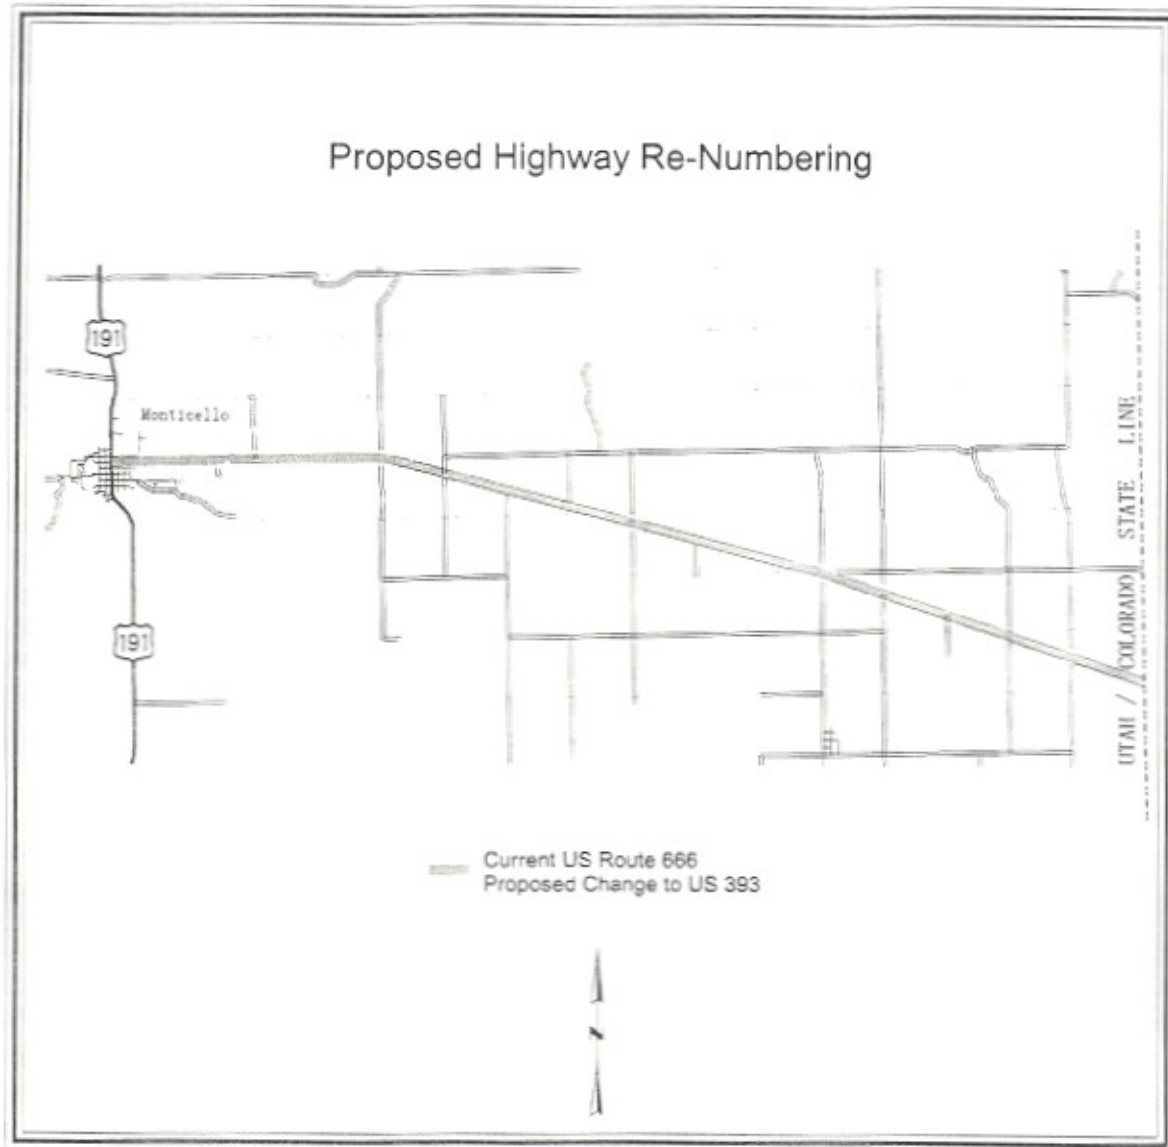 Proposed Highway Re-Numbering
191
Monticello
191
UTAH / COLORADO STATE LINE
Current US Route 666
Proposed Change to US 393
N